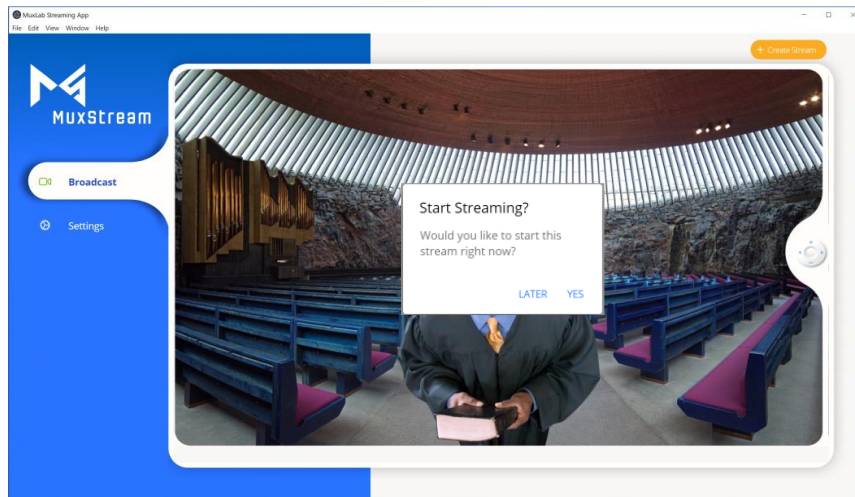 MuxLab Streaming App
File Edit View Window Help
+ Create Stream
MuxStream
Broadcast
Settings
Start Streaming?
Would you like to start this
stream right now?
LATER YES